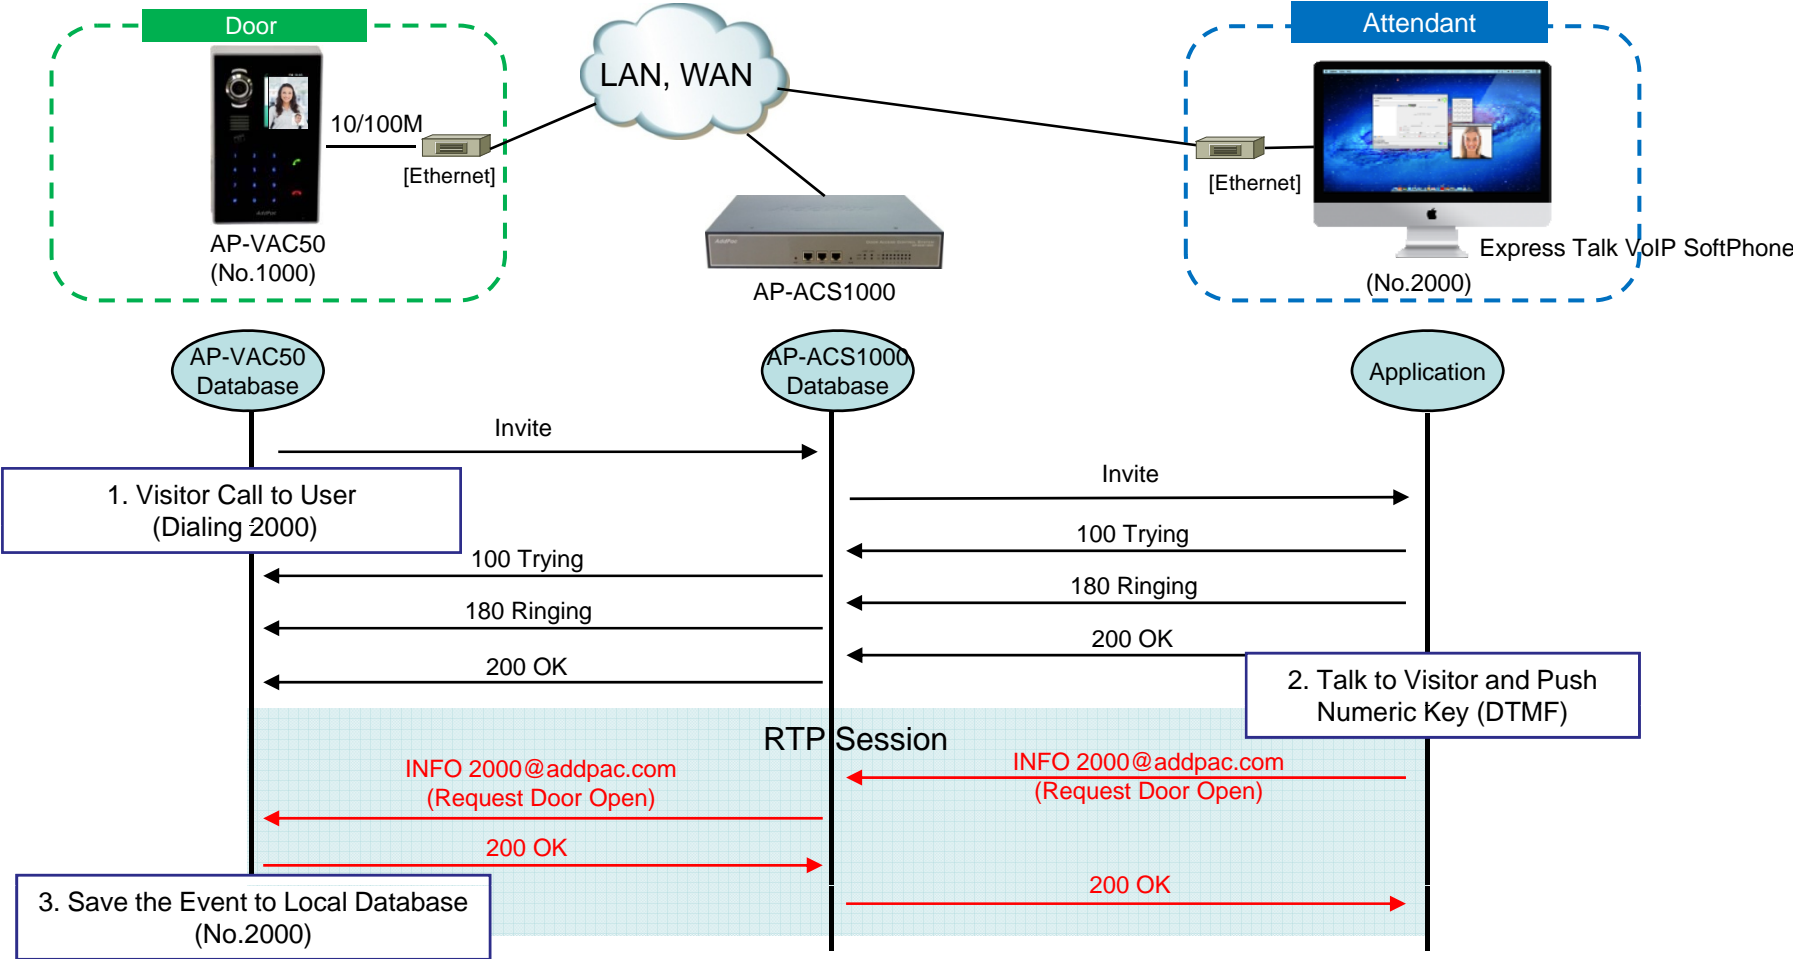 Door
Attendant
LAN, WAN
10/100M
[Ethernet]
[Ethernet]
AP-VAC50
(No.1000)
AddPac
AP-ACS1000
Express Talk VoIP SoftPhone
(No.2000)
AP-VAC50
Database
AP-ACS1000
Database
Application
Invite
Invite
1. Visitor Call to User
(Dialing 2000)
100 Trying
100 Trying
180 Ringing
180 Ringing
200 OK
200 OK
2. Talk to Visitor and Push
Numeric Key (DTMF)
RTP Session
INFO 2000@addpac.com
(Request Door Open)
INFO 2000@addpac.com
(Request Door Open)
200 OK
200 OK
3. Save the Event to Local Database
(No.2000)